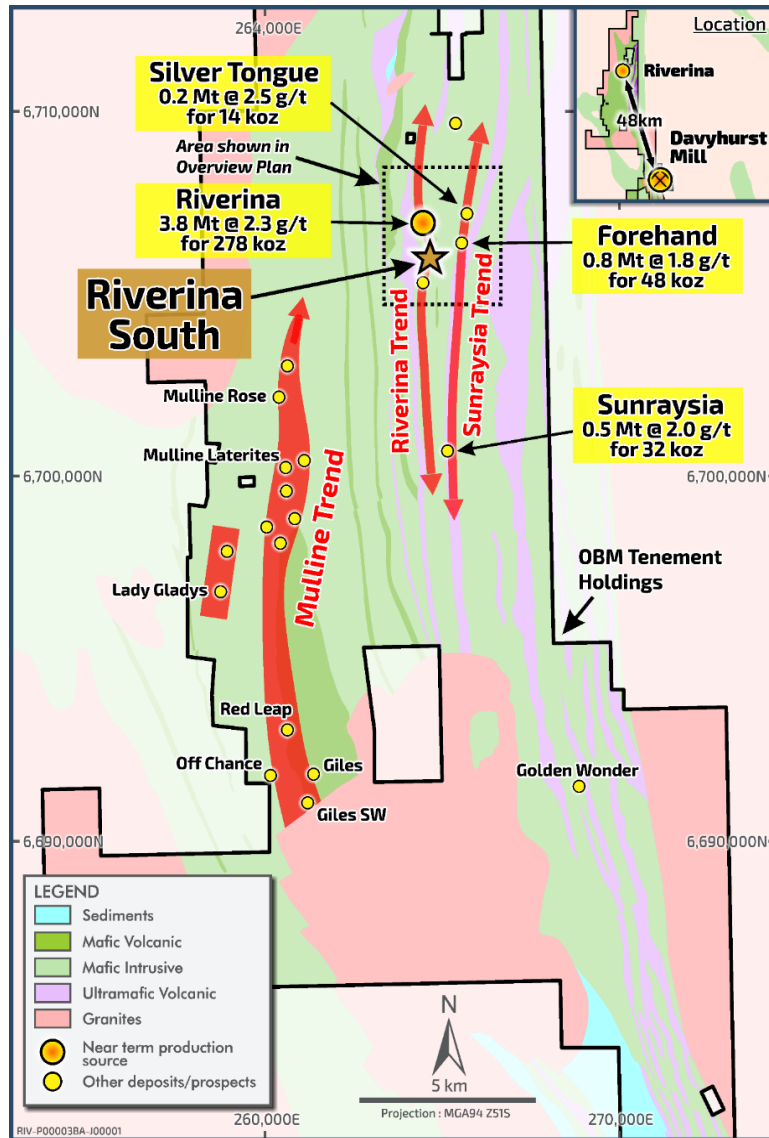 264,000E
Location
Riverina
48km
Davyhurst
Mill
6,710,000N
Silver Tongue
0.2 Mt @ 2.5 g/t
for 14 koz
Area shown in
Overview Plan
Riverina
3.8 Mt @ 2.3 g/t
for 278 koz
Forehand
0.8 Mt @ 1.8 g/t
for 48 koz
Riverina
South
Riverina Trend
Sunraysia Trend
Mulline Rose
Sunraysia
0.5 Mt @ 2.0 g/t
for 32 koz
Mulline Laterites
6,700,000N
6,700,000N
Mulline Trend
OBM Tenement
Holdings
Lady Gladys
Red Leap
Off Chance
Giles
Golden Wonder
Giles SW
6,690,000N
6,690,000N
LEGEND
Sediments
Mafic Volcanic
Mafic Intrusive
Ultramafic Volcanic
Granites
Near term production
source
Other deposits/prospects
N
5 km
Projection : MGA94 Z51S
RIV-P00003BA-J00001
260,000E
270,000E